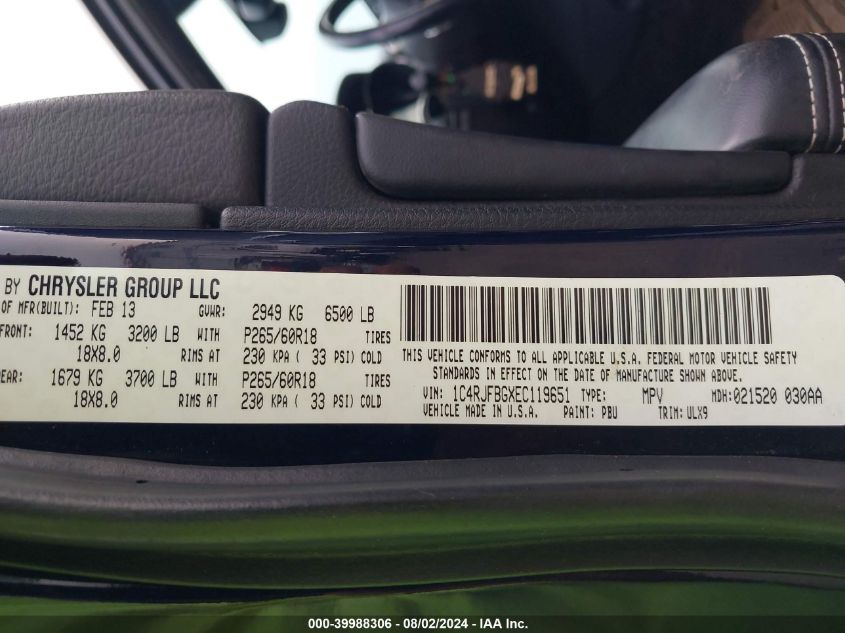 BY CHRYSLER GROUP LLC
OF MFR(BUILT): FEB 13 GVWR: 2949 KG 6500 LB
FRONT: 1452 KG 3200 LB WITH P265/60R18 TIRES
18X8.0 RIMS AT 230 KPA ( 33 PSI) COLD
EAR: 1679 KG 3700 LB WITH P265/60R18 TIRES
18X8.0 RIMS AT 230 KPA ( 33 PSI) COLD
THIS VEHICLE CONFORMS TO ALL APPLICABLE U.S.A. FEDERAL MOTOR VEHICLE SAFETY
STANDARDS IN EFFECT ON THE DATE OF MANUFACTURE SHOWN ABOVE.
VIN: 1C4RJFBGXEC119651 TYPE: MPV MDH: 021520 030AA
VEHICLE MADE IN U.S.A. PAINT: PBU TRIM: ULX9
000-39988306 - 08/02/2024 - IAA Inc.